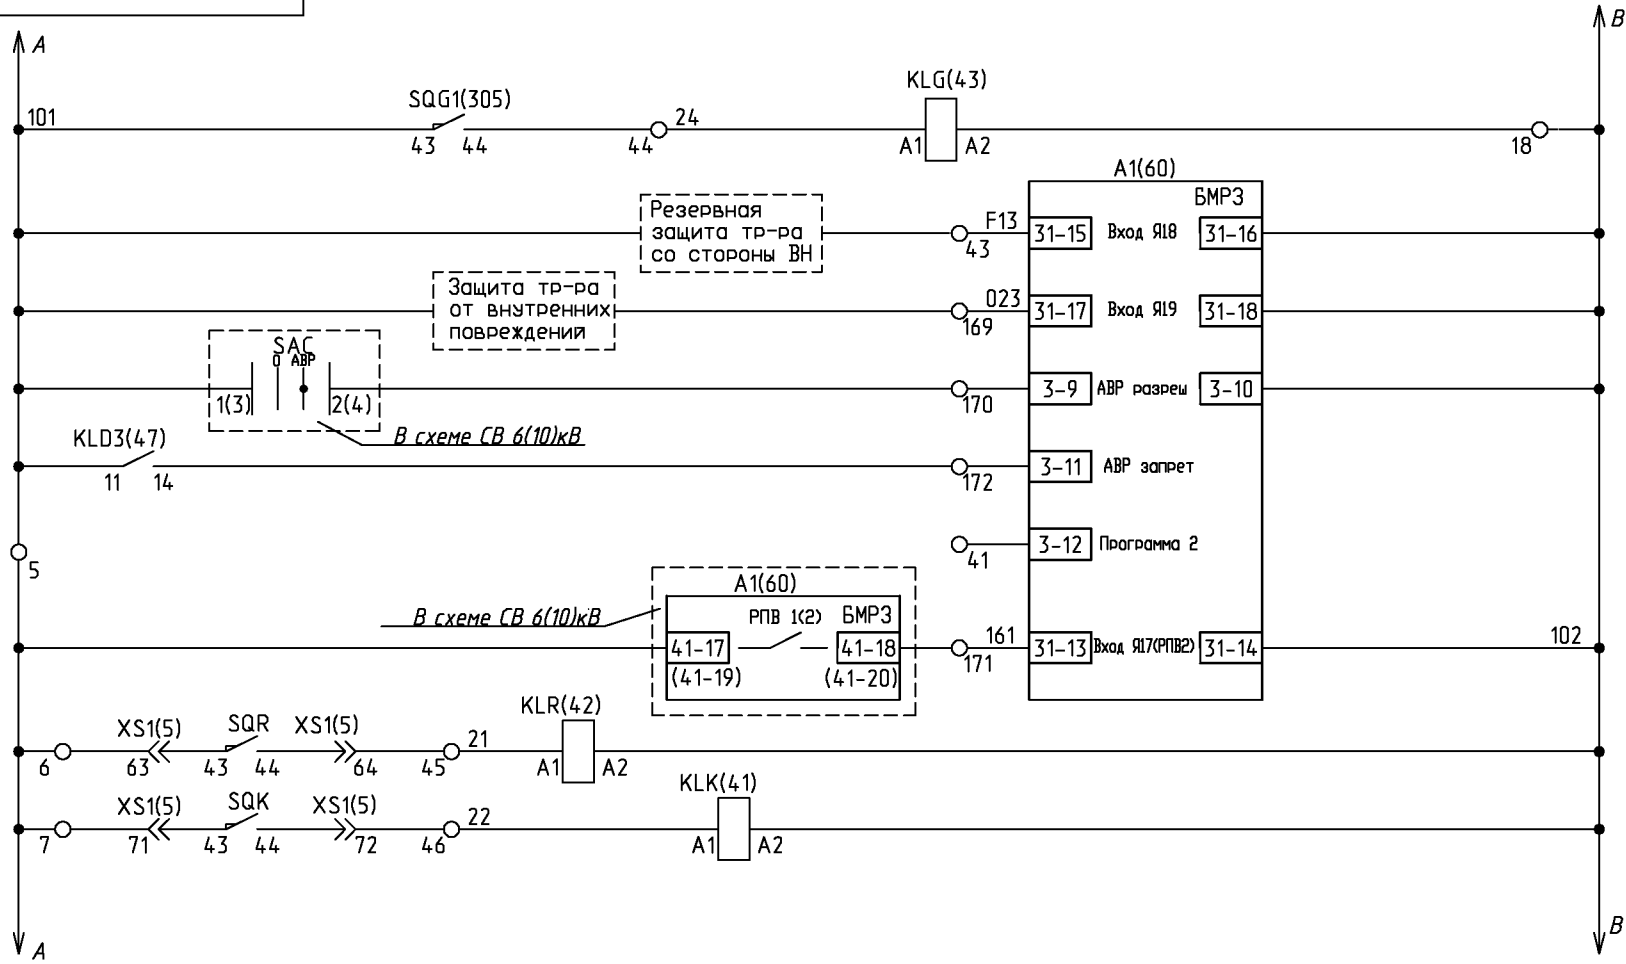 A
B
101
SQG1(305)
43 44
44
24
KLG(43)
A1 A2
18
A1(60)
БМРЗ
Резервная
защита тр-ра
со стороны ВН
F13
43
31-15 Вход Я18 31-16
Защита тр-ра
от внутренних
повреждений
023
169
31-17 Вход Я19 31-18
SAC
0 АВР
1(3) 2(4)
В схеме СВ 6(10)кВ
170
3-9 АВР разреш 3-10
KLD3(47)
11 14
172
3-11 АВР запрет
5
41
3-12 Программа 2
В схеме СВ 6(10)кВ
A1(60)
РПВ 1(2) БМРЗ
41-17 41-18
(41-19) (41-20)
161
171
31-13 Вход Я17(РПВ2) 31-14
102
6
XS1(5) SQR XS1(5)
63 43 44 64
45
21
KLR(42)
A1 A2
7
XS1(5) SQK XS1(5)
71 43 44 72
46
22
KLK(41)
A1 A2
A
B